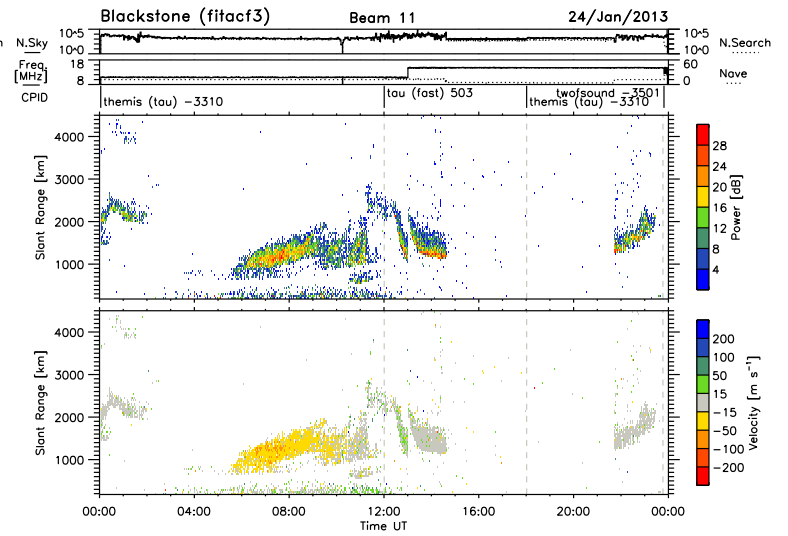 Blackstone (fitacf3) Beam 11 24/Jan/2013
n N.Sky 10^5 10^5 N.Search
10^0 10^0
Freq. 18 60 Nave
[MHz] 8 0
CPID themis (tau) −3310 tau (fast) 503 twofsound −3501
themis (tau) −3310
4000
3000
2000
1000
Slant Range [km]
28
24
20
16
12
8
4
Power [dB]
4000
3000
2000
1000
Slant Range [km]
200
100
50
15
−15
−50
−100
−200
Velocity [m s⁻¹]
00:00 04:00 08:00 12:00 16:00 20:00 00:00
Time UT